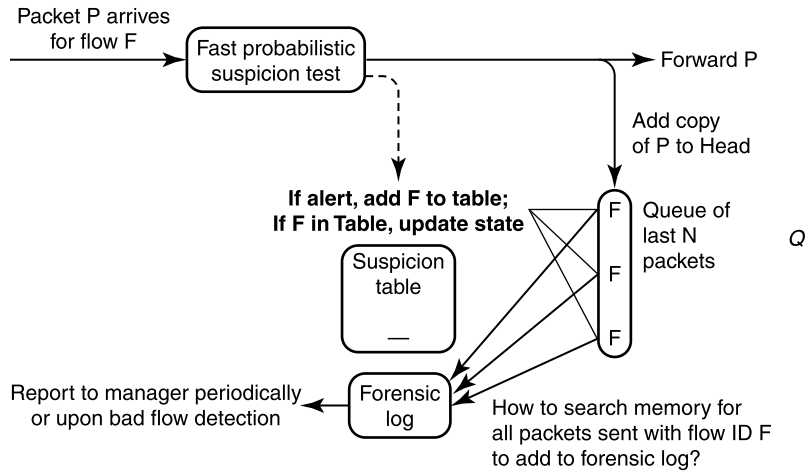 Packet P arrives
for flow F
Fast probabilistic
suspicion test
Forward P
Add copy
of P to Head
If alert, add F to table;
If F in Table, update state
F
Queue of
last N
packets
Q
Suspicion
table
F
F
Report to manager periodically
or upon bad flow detection
Forensic
log
How to search memory for
all packets sent with flow ID F
to add to forensic log?